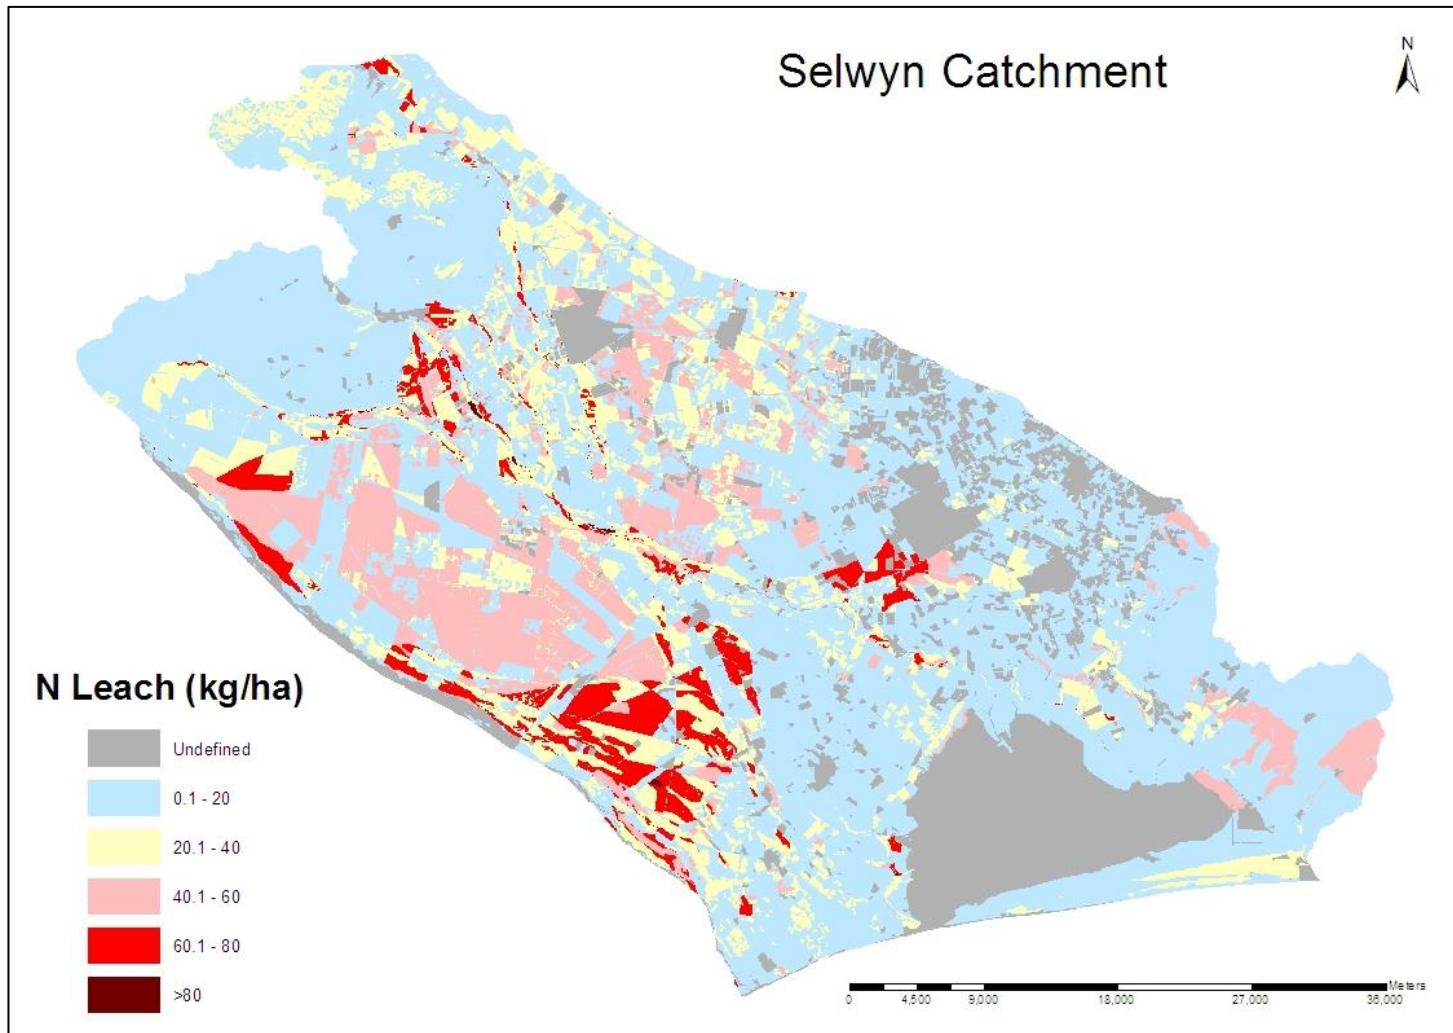 Selwyn Catchment
N
N Leach (kg/ha)
Undefined
0.1 - 20
20.1 - 40
40.1 - 60
60.1 - 80
>80
Meters
0 4,500 9,000 18,000 27,000 36,000